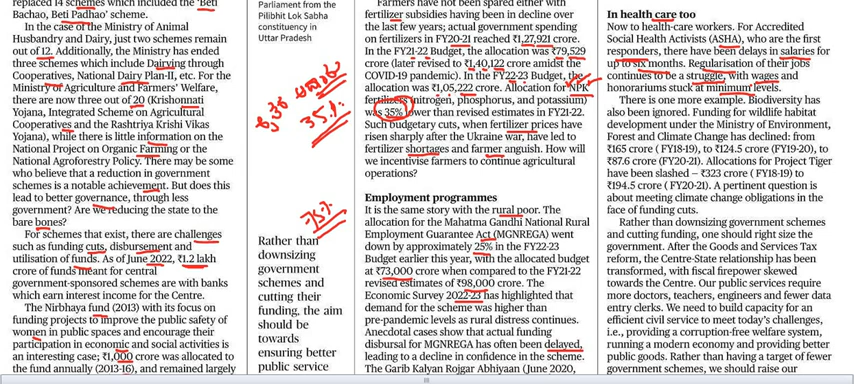 replaced 14 schemes which included the 'Beti
Bachao, Beti Padhao' scheme.
In the case of the Ministry of Animal
Husbandry and Dairy, just two schemes remain
out of 12. Additionally, the Ministry has ended
three schemes which include Dairying through
Cooperatives, National Dairy Plan-II, etc. For the
Ministry of Agriculture and Farmers' Welfare,
there are now three out of 20 (Krishonnati
Yojana, Integrated Scheme on Agricultural
Cooperatives and the Rashtriya Krishi Vikas
Yojana), while there is little information on the
National Project on Organic Farming or the
National Agroforestry Policy. There may be some
who believe that a reduction in government
schemes is a notable achievement. But does this
lead to better governance, through less
government? Are we reducing the state to the
bare bones?
For schemes that exist, there are challenges
such as funding cuts, disbursement and
utilisation of funds. As of June 2022, ₹1.2 lakh
crore of funds meant for central
government-sponsored schemes are with banks
which earn interest income for the Centre.
The Nirbhaya fund (2013) with its focus on
funding projects to improve the public safety of
women in public spaces and encourage their
participation in economic and social activities is
an interesting case; ₹1,000 crore was allocated to
the fund annually (2013-16), and remained largely
Parliament from the
Pilibhit Lok Sabha
constituency in
Uttar Pradesh
35%
75%
Rather than
downsizing
government
schemes and
cutting their
funding, the aim
should be
towards
ensuring better
public service
Farmers have not been spared either with
fertilizer subsidies having been in decline over
the last few years; actual government spending
on fertilizers in FY20-21 reached ₹1,27,921 crore.
In the FY21-22 Budget, the allocation was ₹79,529
crore (later revised to ₹1,40,122 crore amidst the
COVID-19 pandemic). In the FY22-23 Budget, the
allocation was ₹1,05,222 crore. Allocation for NPK
fertilizers (nitrogen, phosphorus, and potassium)
was 35% lower than revised estimates in FY21-22.
Such budgetary cuts, when fertilizer prices have
risen sharply after the Ukraine war, have led to
fertilizer shortages and farmer anguish. How will
we incentivise farmers to continue agricultural
operations?
Employment programmes
It is the same story with the rural poor. The
allocation for the Mahatma Gandhi National Rural
Employment Guarantee Act (MGNREGA) went
down by approximately 25% in the FY22-23
Budget earlier this year, with the allocated budget
at ₹73,000 crore when compared to the FY21-22
revised estimates of ₹98,000 crore. The
Economic Survey 2022-23 has highlighted that
demand for the scheme was higher than
pre-pandemic levels as rural distress continues.
Anecdotal cases show that actual funding
disbursal for MGNREGA has often been delayed,
leading to a decline in confidence in the scheme.
The Garib Kalyan Rojgar Abhiyaan (June 2020,
In health care too
Now to health-care workers. For Accredited
Social Health Activists (ASHA), who are the first
responders, there have been delays in salaries for
up to six months. Regularisation of their jobs
continues to be a struggle, with wages and
honorariums stuck at minimum levels.
There is one more example. Biodiversity has
also been ignored. Funding for wildlife habitat
development under the Ministry of Environment,
Forest and Climate Change has declined: from
₹165 crore ( FY18-19), to ₹124.5 crore (FY19-20), to
₹87.6 crore (FY20-21). Allocations for Project Tiger
have been slashed – ₹323 crore ( FY18-19) to
₹194.5 crore ( FY20-21). A pertinent question is
about meeting climate change obligations in the
face of funding cuts.
Rather than downsizing government schemes
and cutting funding, one should right size the
government. After the Goods and Services Tax
reform, the Centre-State relationship has been
transformed, with fiscal firepower skewed
towards the Centre. Our public services require
more doctors, teachers, engineers and fewer data
entry clerks. We need to build capacity for an
efficient civil service to meet today's challenges,
i.e., providing a corruption-free welfare system,
running a modern economy and providing better
public goods. Rather than having a target of fewer
government schemes, we should raise our